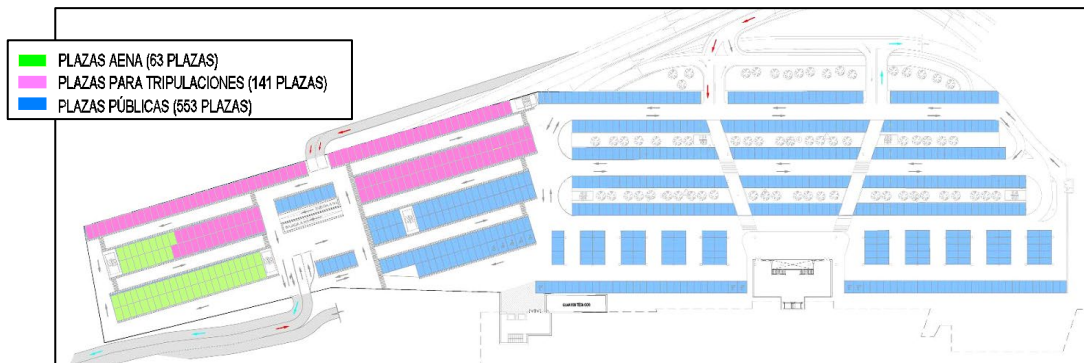 PLAZAS AENA (63 PLAZAS)
PLAZAS PARA TRIPULACIONES (141 PLAZAS)
PLAZAS PÚBLICAS (553 PLAZAS)